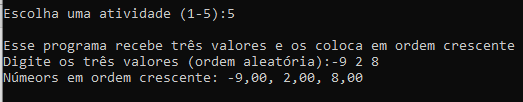 Escolha uma atividade (1-5):5
Esse programa recebe três valores e os coloca em ordem crescente
Digite os três valores (ordem aleatória):-9 2 8
Númeors em ordem crescente: -9,00, 2,00, 8,00